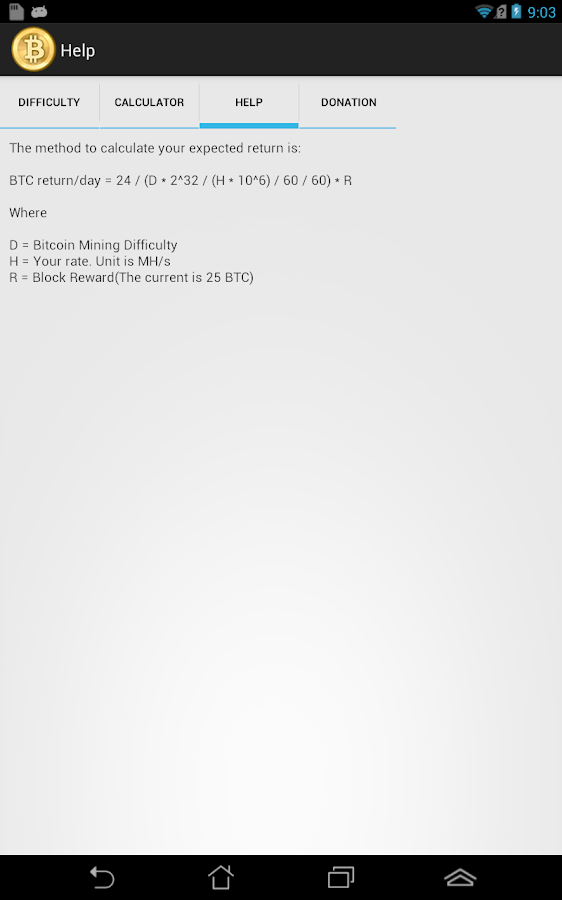 9:03
Help
DIFFICULTY
CALCULATOR
HELP
DONATION
The method to calculate your expected return is:
BTC return/day = 24 / (D * 2^32 / (H * 10^6) / 60 / 60) * R
Where
D = Bitcoin Mining Difficulty
H = Your rate. Unit is MH/s
R = Block Reward(The current is 25 BTC)